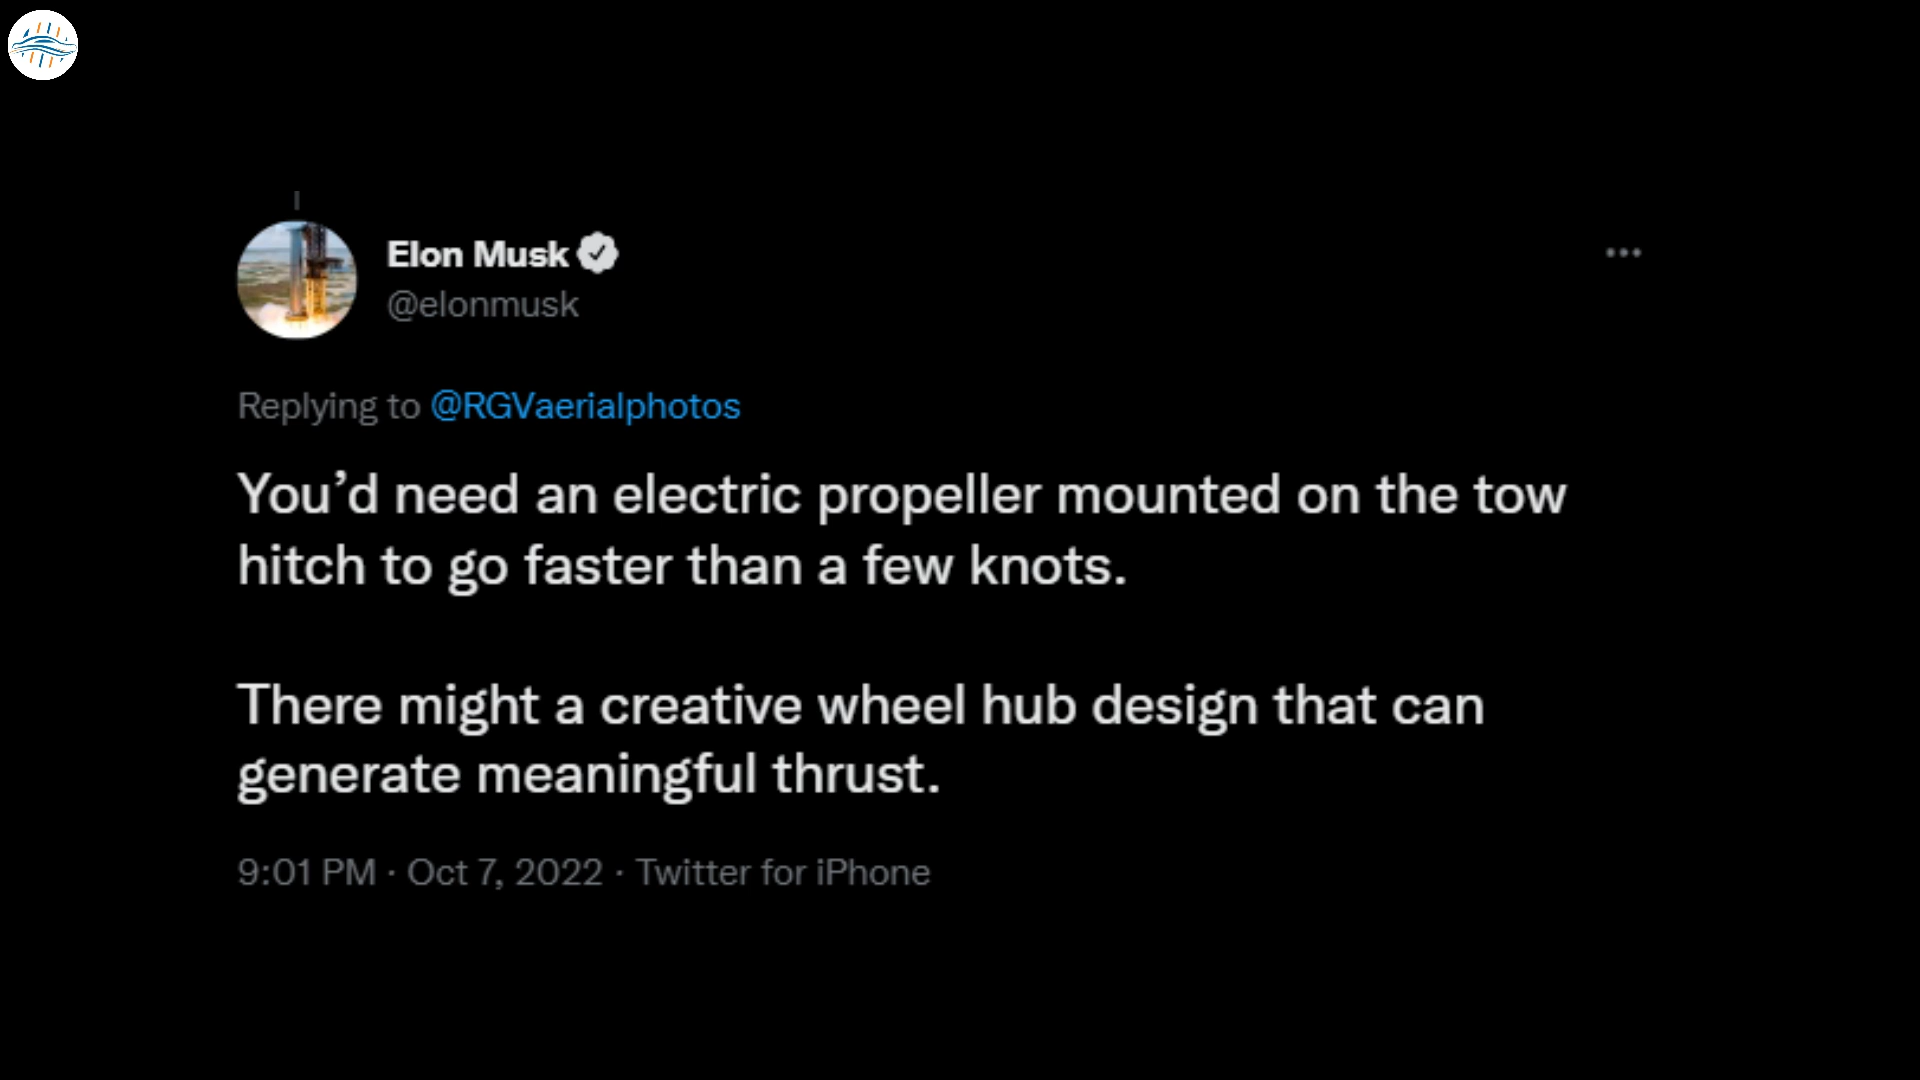 Elon Musk
@elonmusk
Replying to @RGVaerialphotos
You’d need an electric propeller mounted on the tow
hitch to go faster than a few knots.
There might a creative wheel hub design that can
generate meaningful thrust.
9:01 PM · Oct 7, 2022 · Twitter for iPhone